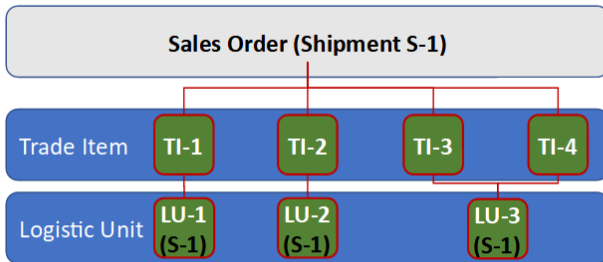 Sales Order (Shipment S-1)
Trade Item TI-1 TI-2 TI-3 TI-4
Logistic Unit LU-1 (S-1) LU-2 (S-1) LU-3 (S-1)